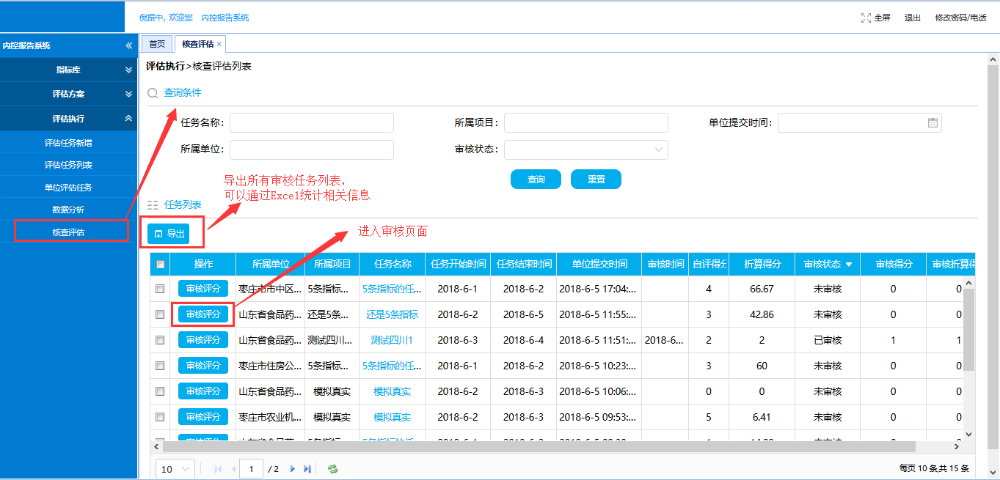 倪振中，欢迎您 内控报告系统 全屏 退出 修改密码/电话
内控报告系统 «
首页 核查评估 ×
指标库
评估方案
评估执行
评估任务新增
评估任务列表
单位评估任务
数据分析
核查评估
评估执行>核查评估列表
查询条件
任务名称： 所属项目： 单位提交时间：
所属单位： 审核状态：
查询 重置
导出所有审核任务列表，
可以通过Excel统计相关信息
任务列表
导出
进入审核页面
操作 所属单位 所属项目 任务名称 任务开始时间 任务结束时间 单位提交时间 审核时间 自评得分 折算得分 审核状态 审核得分 审核折算得
审核评分 枣庄市市中区... 5条指标... 5条指标的任... 2018-6-1 2018-6-2 2018-6-5 17:04:... 4 66.67 未审核 0 0
审核评分 山东省食品药... 还是5条... 还是5条指标 2018-6-2 2018-6-5 2018-6-5 11:55:... 3 42.86 未审核 0 0
审核评分 山东省食品药... 测试四川... 测试四川1 2018-6-3 2018-6-4 2018-6-5 11:51:... 2018-6... 2 2 已审核 1 1
审核评分 枣庄市住房公... 5条指标... 5条指标的任... 2018-6-1 2018-6-2 2018-6-5 10:23:... 3 60 未审核 0 0
审核评分 山东省食品药... 模拟真实 模拟真实 2018-6-2 2018-6-3 2018-6-5 10:06:... 0 0 未审核 0 0
审核评分 枣庄市农业机... 模拟真实 模拟真实 2018-6-2 2018-6-3 2018-6-5 09:53:... 5 6.41 未审核 0 0
10 1 / 2 每页 10 条,共 15 条